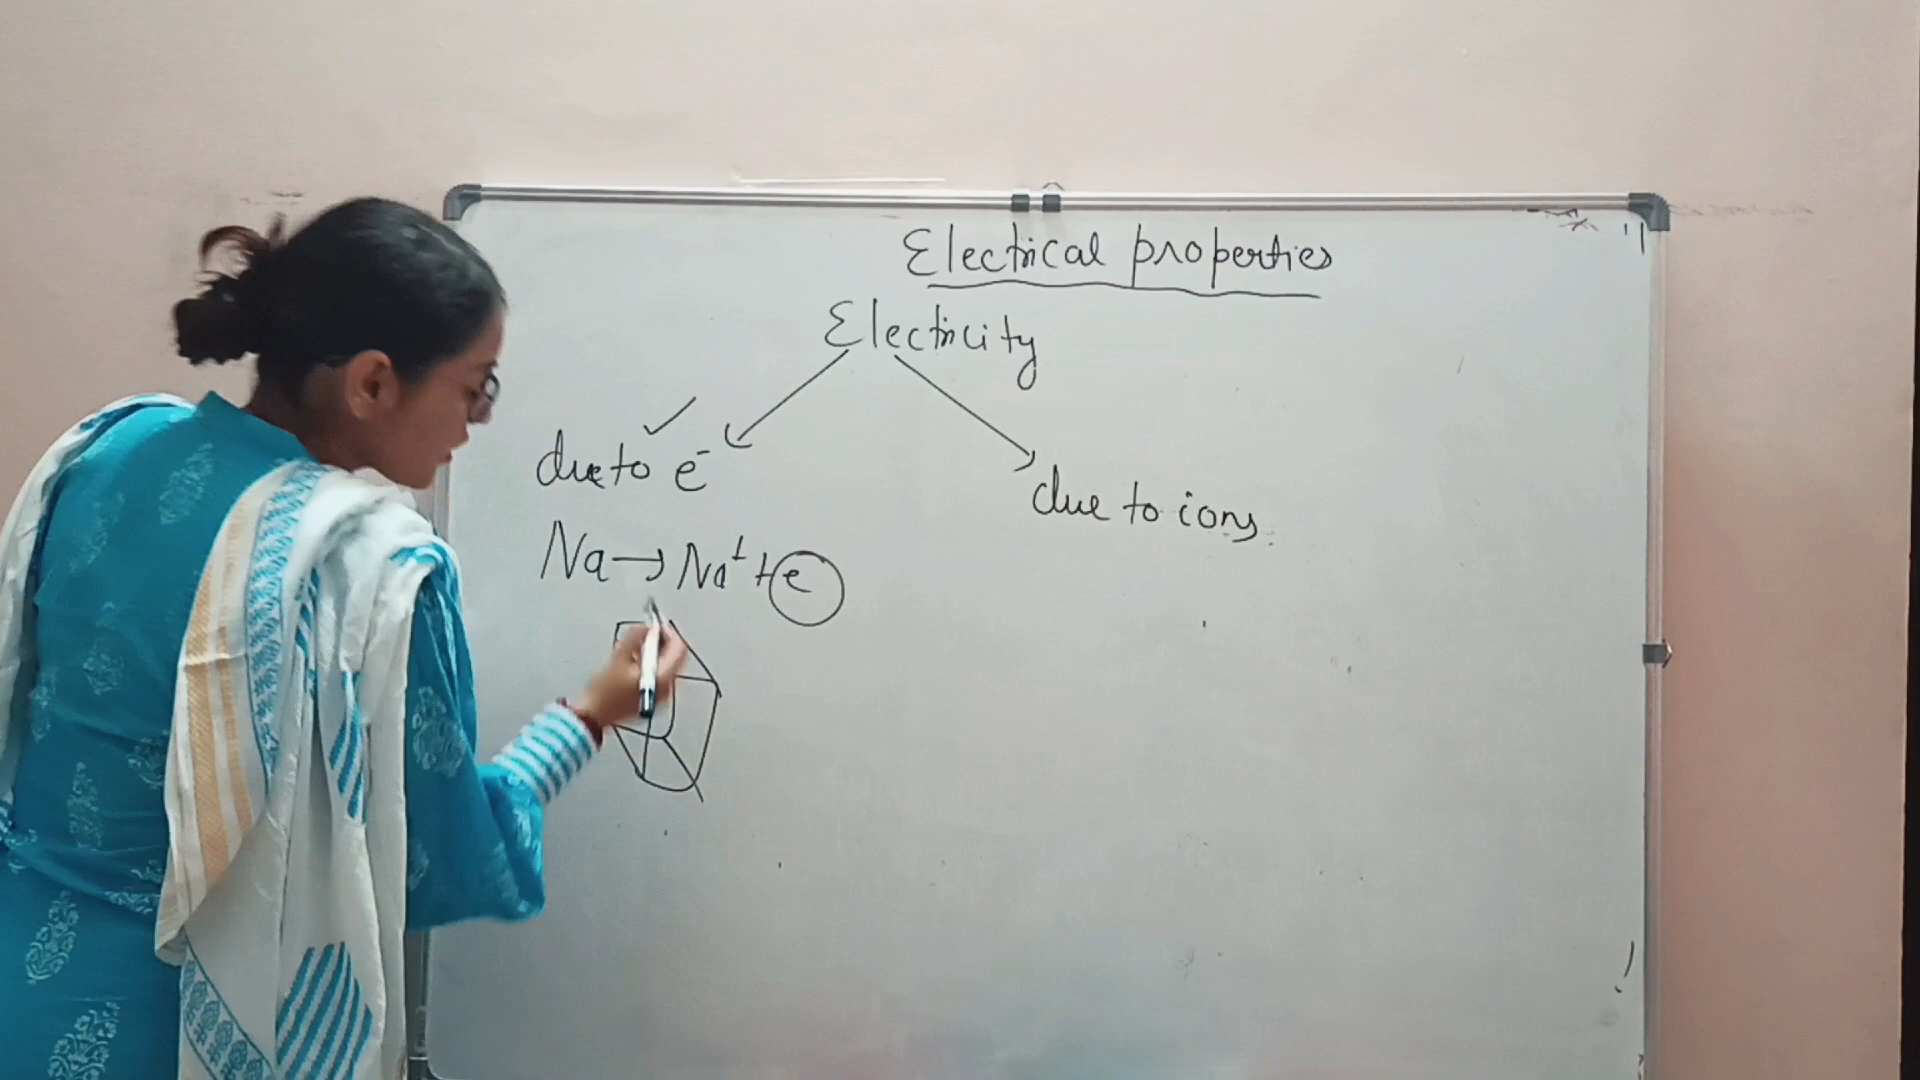 Electrical properties
Electricity
due to e⁻
due to ions
Na → Na⁺ + e